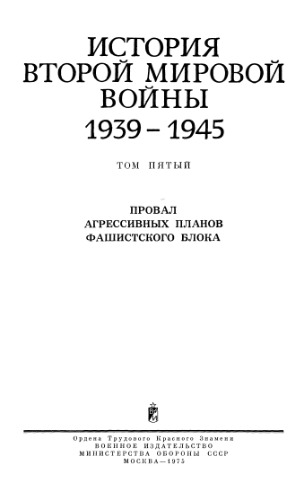 ИСТОРИЯ
ВТОРОЙ МИРОВОЙ
ВОЙНЫ
1939 – 1945
ТОМ ПЯТЫЙ
ПРОВАЛ
АГРЕССИВНЫХ ПЛАНОВ
ФАШИСТСКОГО БЛОКА
Ордена Трудового Красного Знамени
ВОЕННОЕ ИЗДАТЕЛЬСТВО
МИНИСТЕРСТВА ОБОРОНЫ СССР
МОСКВА—1975